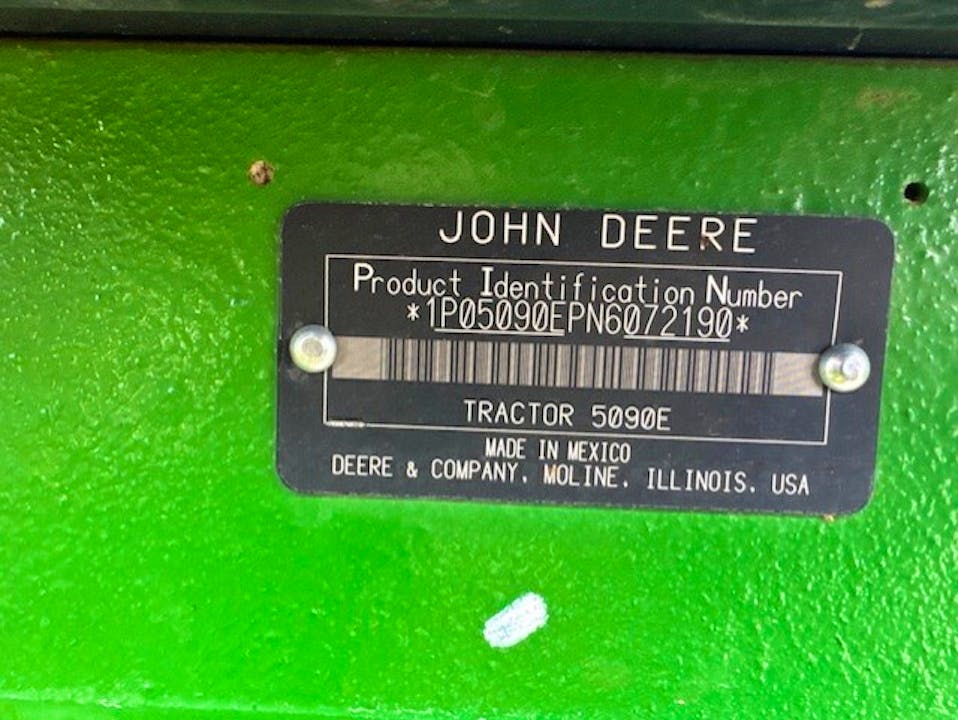 JOHN DEERE
Product Identification Number
*1P05090EPN6072190*
TRACTOR 5090E
MADE IN MEXICO
DEERE & COMPANY, MOLINE, ILLINOIS, USA